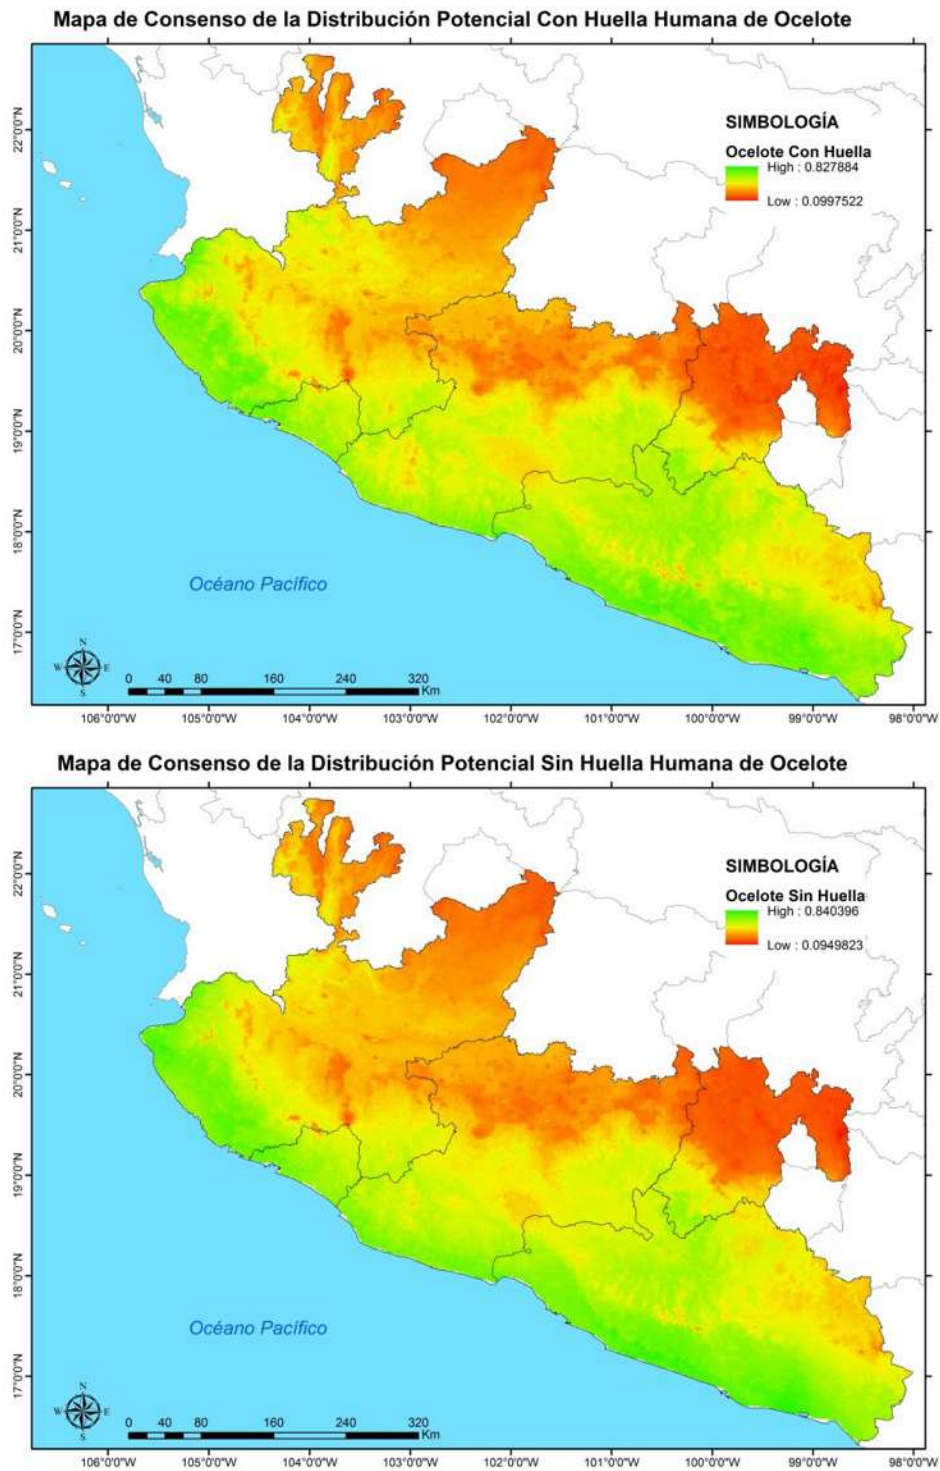 Mapa de Consenso de la Distribución Potencial Con Huella Humana de Ocelote
22°0'0"N
21°0'0"N
20°0'0"N
19°0'0"N
18°0'0"N
17°0'0"N
SIMBOLOGÍA
Ocelote Con Huella
High : 0.827884
Low : 0.0997522
Océano Pacífico
N
W E
S
0 40 80 160 240 320
Km
106°0'0"W 105°0'0"W 104°0'0"W 103°0'0"W 102°0'0"W 101°0'0"W 100°0'0"W 99°0'0"W 98°0'0"W
Mapa de Consenso de la Distribución Potencial Sin Huella Humana de Ocelote
22°0'0"N
21°0'0"N
20°0'0"N
19°0'0"N
18°0'0"N
17°0'0"N
SIMBOLOGÍA
Ocelote Sin Huella
High : 0.840396
Low : 0.0949823
Océano Pacífico
N
W E
S
0 40 80 160 240 320
Km
106°0'0"W 105°0'0"W 104°0'0"W 103°0'0"W 102°0'0"W 101°0'0"W 100°0'0"W 99°0'0"W 98°0'0"W